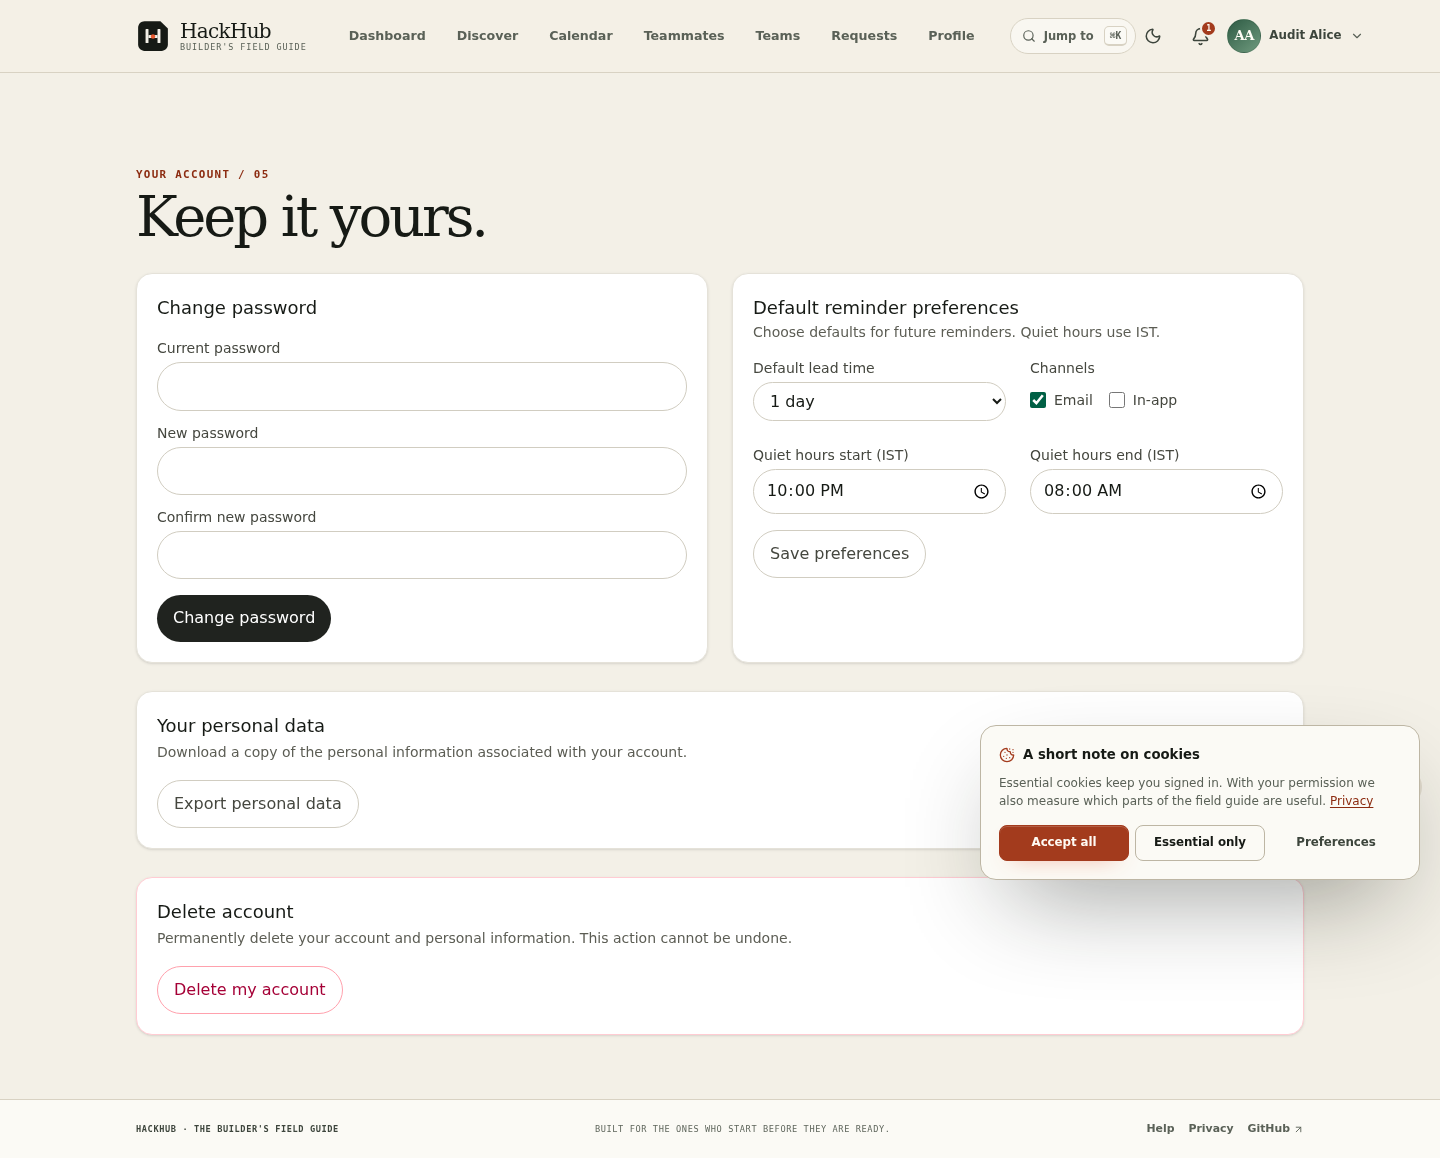 HackHub
BUILDER'S FIELD GUIDE
Dashboard
Discover
Calendar
Teammates
Teams
Requests
Profile
Jump to
⌘K
1
AA
Audit Alice
YOUR ACCOUNT / 05
Keep it yours.
Change password
Current password
New password
Confirm new password
Change password
Default reminder preferences
Choose defaults for future reminders. Quiet hours use IST.
Default lead time
1 day
Channels
Email
In-app
Quiet hours start (IST)
10:00 PM
Quiet hours end (IST)
08:00 AM
Save preferences
Your personal data
Download a copy of the personal information associated with your account.
Export personal data
A short note on cookies
Essential cookies keep you signed in. With your permission we
also measure which parts of the field guide are useful. Privacy
Accept all
Essential only
Preferences
Delete account
Permanently delete your account and personal information. This action cannot be undone.
Delete my account
HACKHUB · THE BUILDER'S FIELD GUIDE
BUILT FOR THE ONES WHO START BEFORE THEY ARE READY.
Help
Privacy
GitHub